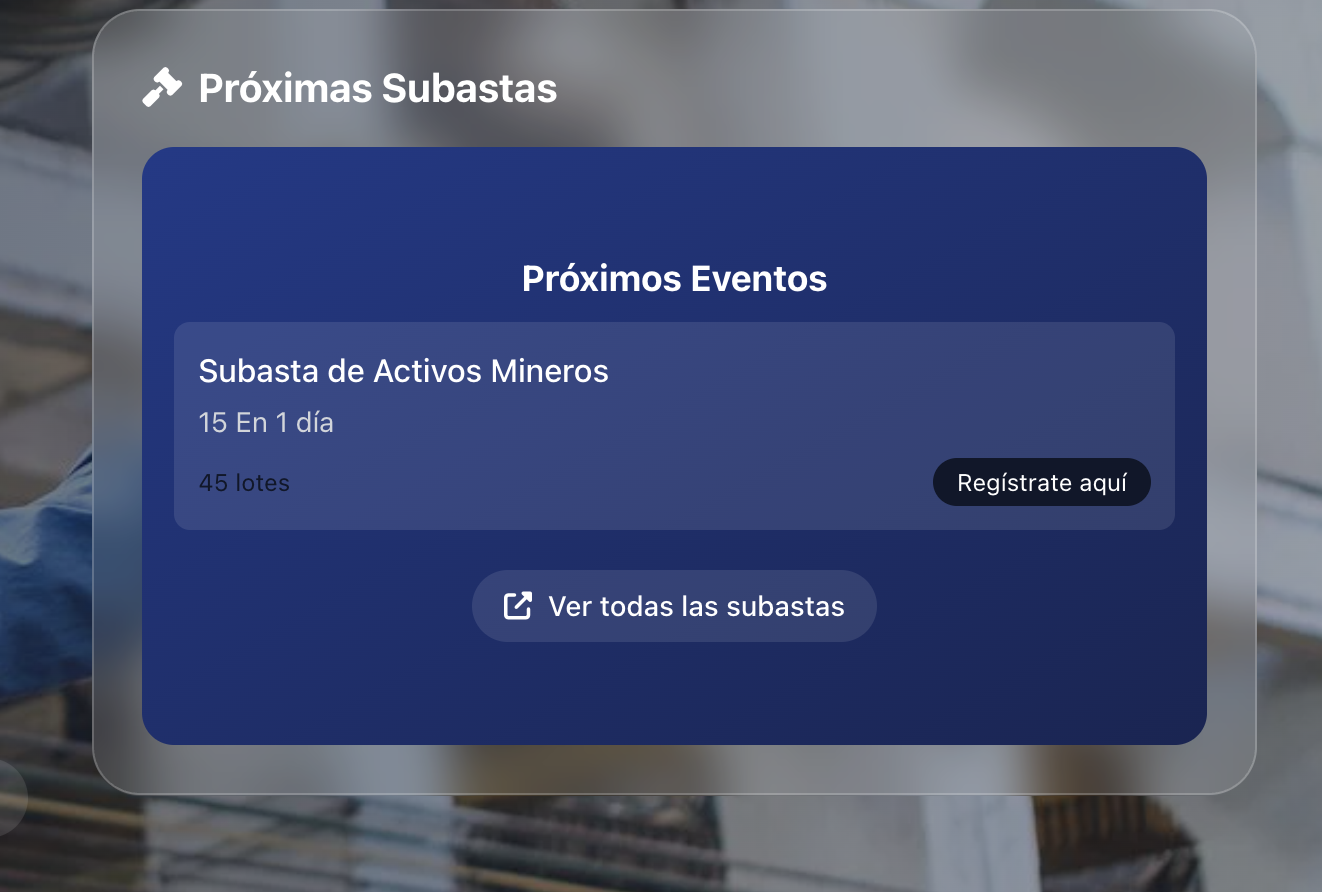 Próximas Subastas
Próximos Eventos
Subasta de Activos Mineros
15 En 1 día
45 lotes
Regístrate aquí
Ver todas las subastas